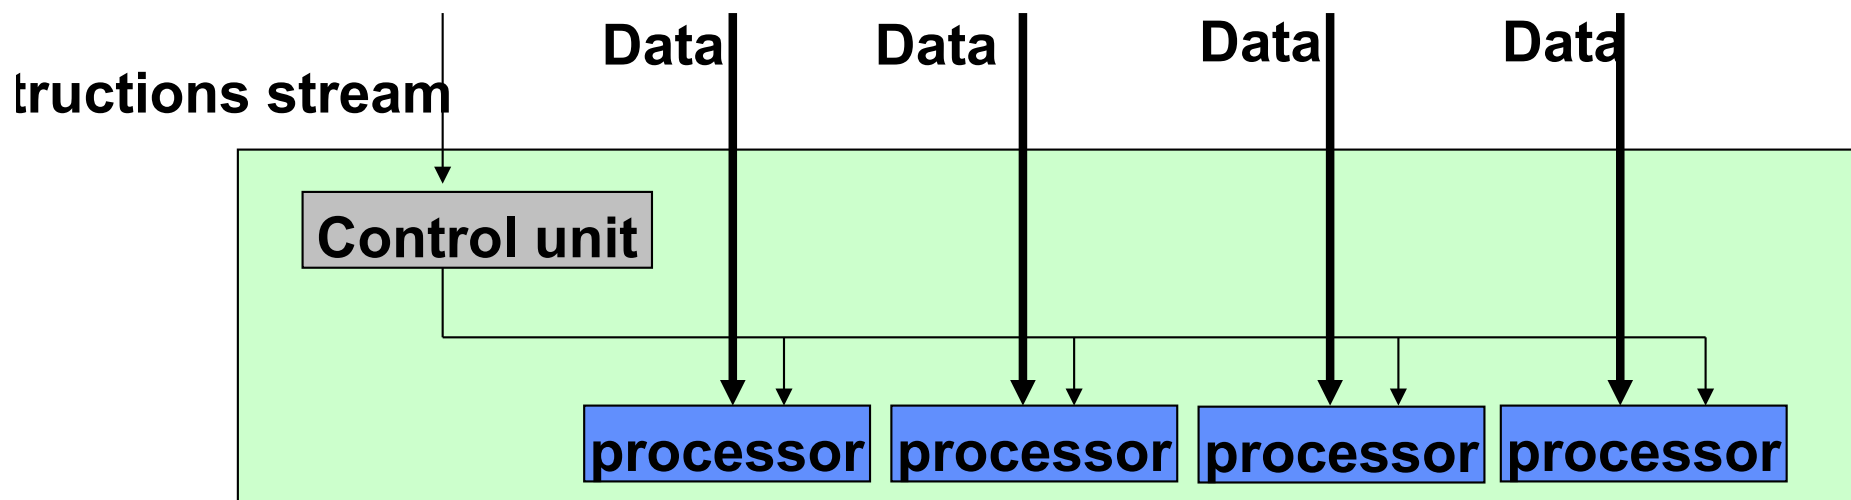 Data Data Data Data
tructions stream
Control unit
processor processor processor processor